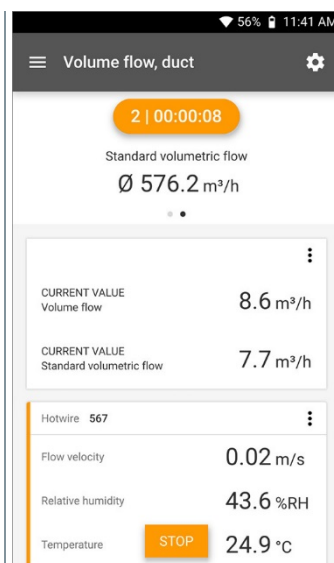 56% 11:41 AM
Volume flow, duct
2 | 00:00:08
Standard volumetric flow
Ø 576.2 m³/h
CURRENT VALUE
Volume flow
8.6 m³/h
CURRENT VALUE
Standard volumetric flow
7.7 m³/h
Hotwire 567
Flow velocity 0.02 m/s
Relative humidity 43.6 %RH
Temperature 24.9 °C
STOP